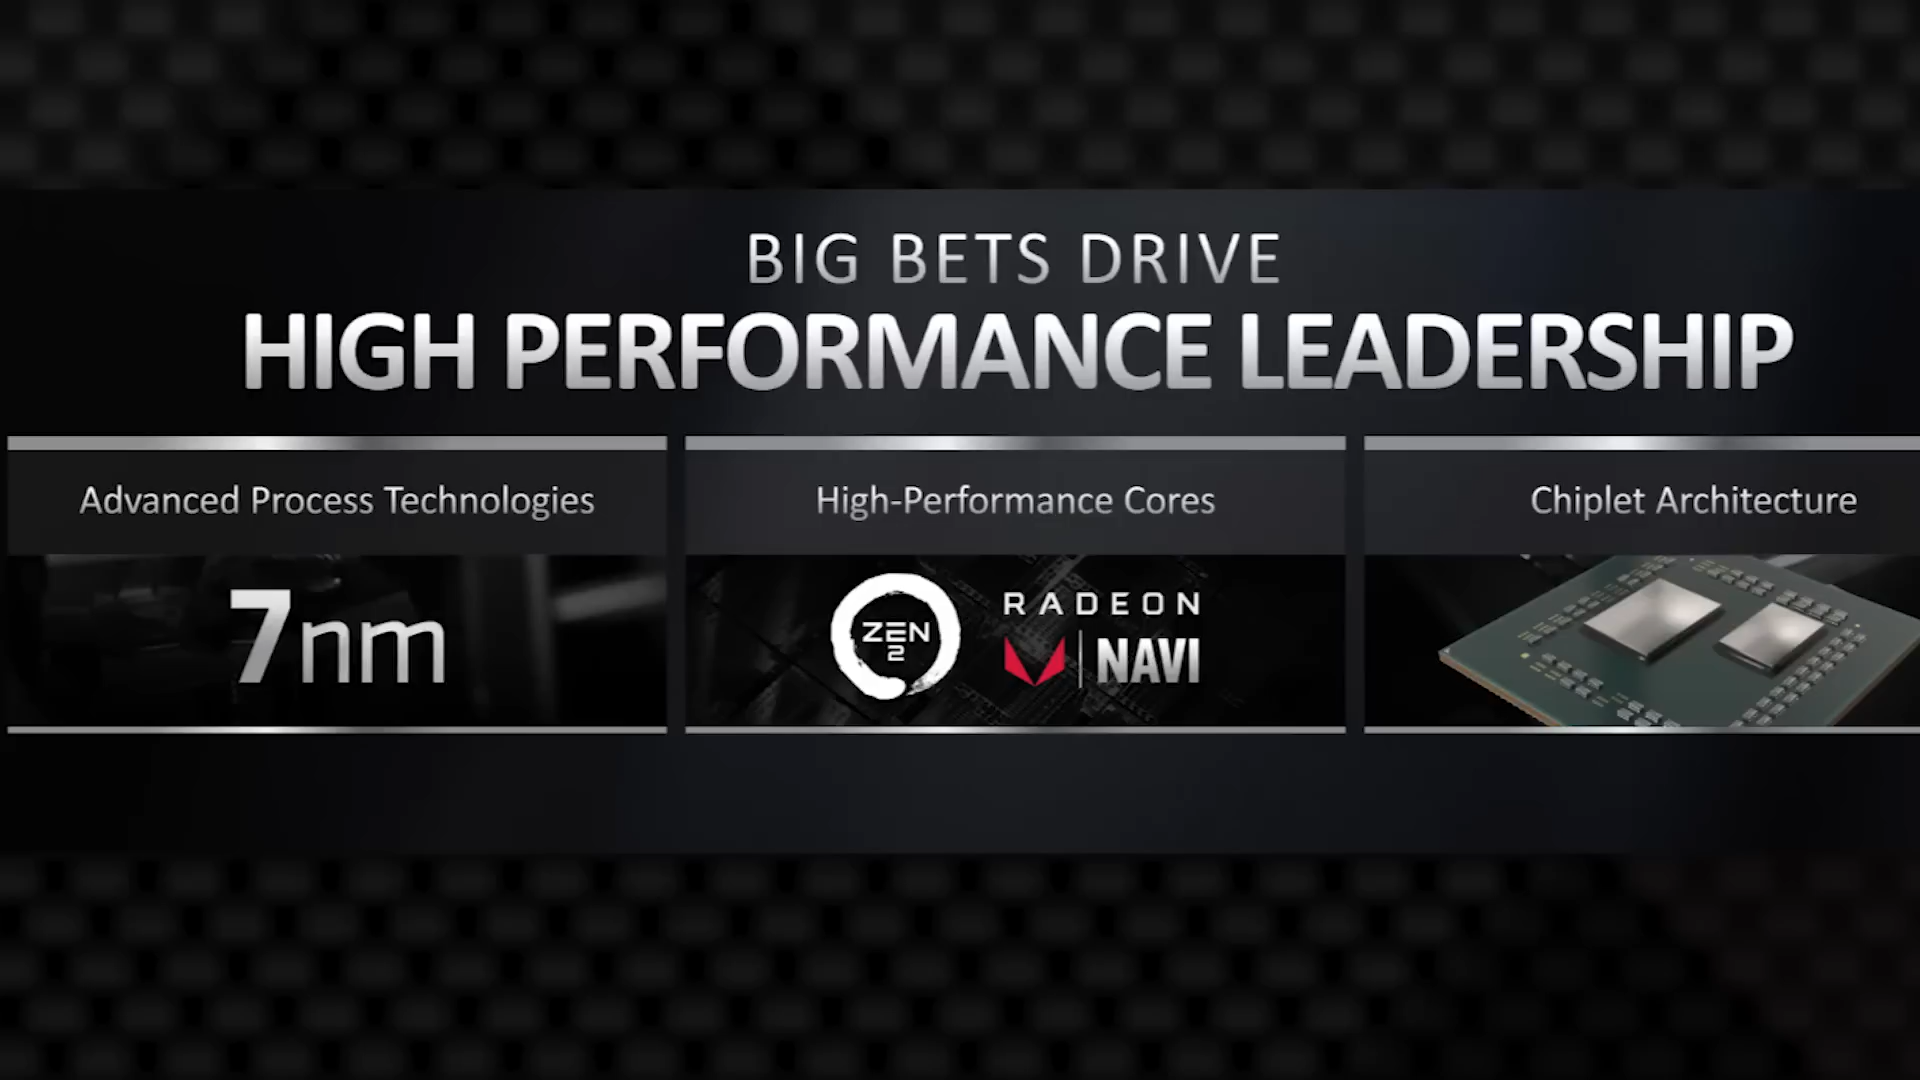 BIG BETS DRIVE
HIGH PERFORMANCE LEADERSHIP
Advanced Process Technologies
7nm
High-Performance Cores
ZEN
2
RADEON
NAVI
Chiplet Architecture